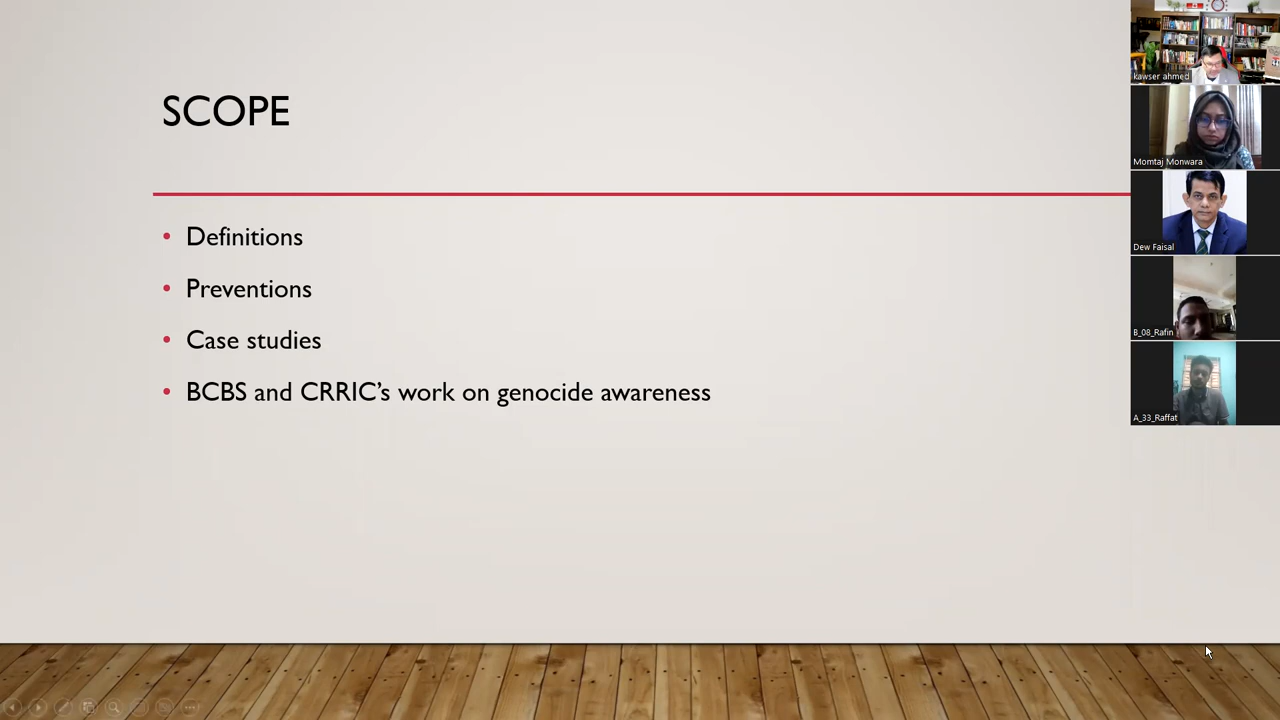 SCOPE
• Definitions
• Preventions
• Case studies
• BCBS and CRRIC’s work on genocide awareness
kawser ahmed
Momtaj Monwara
Dew Faisal
B_08_Rafin
A_33_Raffat